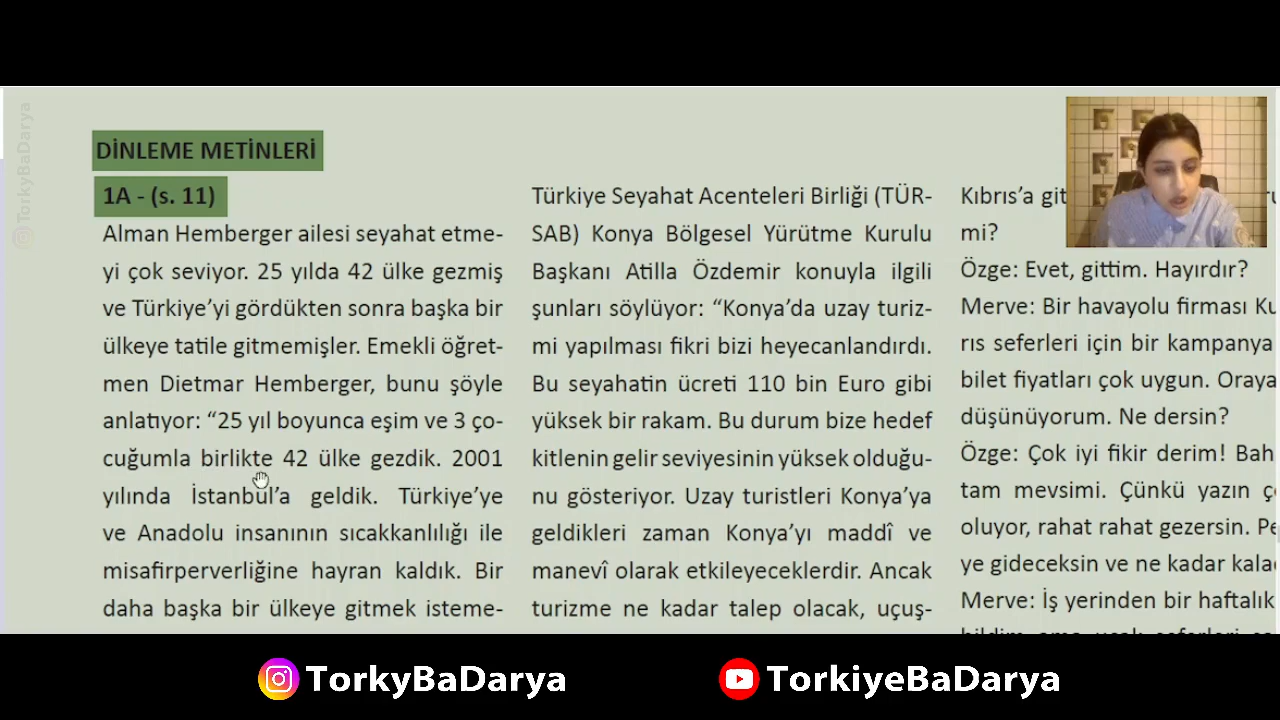 DİNLEME METİNLERİ
1A - (s. 11)
Alman Hemberger ailesi seyahat etme-
yi çok seviyor. 25 yılda 42 ülke gezmiş
ve Türkiye’yi gördükten sonra başka bir
ülkeye tatile gitmemişler. Emekli öğret-
men Dietmar Hemberger, bunu şöyle
anlatıyor: “25 yıl boyunca eşim ve 3 ço-
cuğumla birlikte 42 ülke gezdik. 2001
yılında İstanbul’a geldik. Türkiye’ye
ve Anadolu insanının sıcakkanlılığı ile
misafirperverliğine hayran kaldık. Bir
daha başka bir ülkeye gitmek isteme-
Türkiye Seyahat Acenteleri Birliği (TÜR-
SAB) Konya Bölgesel Yürütme Kurulu
Başkanı Atilla Özdemir konuyla ilgili
şunları söylüyor: “Konya’da uzay turiz-
mi yapılması fikri bizi heyecanlandırdı.
Bu seyahatin ücreti 110 bin Euro gibi
yüksek bir rakam. Bu durum bize hedef
kitlenin gelir seviyesinin yüksek olduğu-
nu gösteriyor. Uzay turistleri Konya’ya
geldikleri zaman Konya’yı maddî ve
manevî olarak etkileyeceklerdir. Ancak
turizme ne kadar talep olacak, uçuş-
Kıbrıs’a git
mi?
Özge: Evet, gittim. Hayırdır?
Merve: Bir havayolu firması Ku
rıs seferleri için bir kampanya
bilet fiyatları çok uygun. Oraya
düşünüyorum. Ne dersin?
Özge: Çok iyi fikir derim! Bah
tam mevsimi. Çünkü yazın ç
oluyor, rahat rahat gezersin. Pe
ye gideceksin ve ne kadar kala
Merve: İş yerinden bir haftalık
TorkyBaDarya
TorkyBaDarya
TorkiyeBaDarya